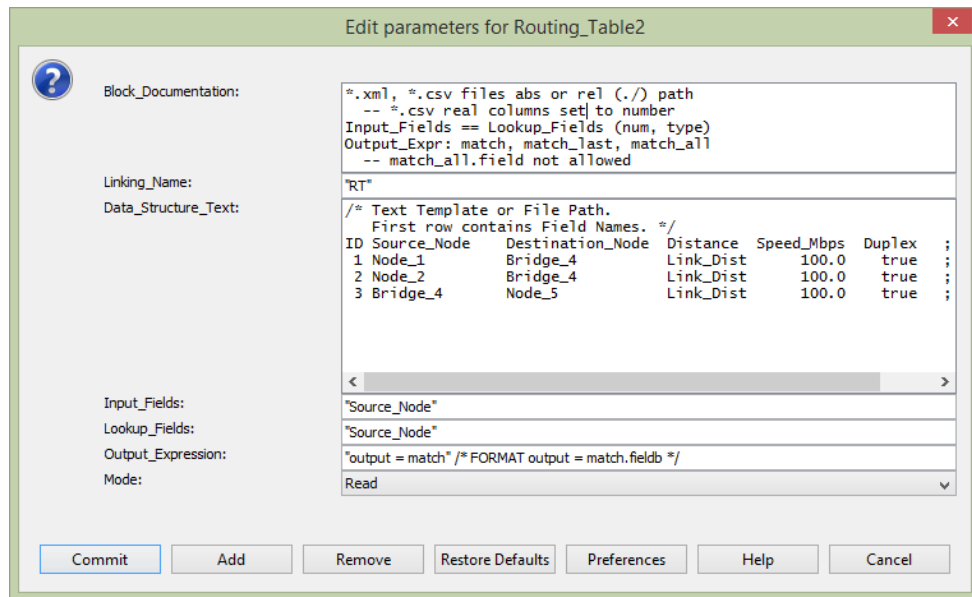 Edit parameters for Routing_Table2
Block_Documentation:
*.xml, *.csv files abs or rel (./) path
-- *.csv real columns set to number
Input_Fields == Lookup_Fields (num, type)
Output_Expr: match, match_last, match_all
-- match_all.field not allowed
Linking_Name:
"RT"
Data_Structure_Text:
/* Text Template or File Path.
First row contains Field Names. */
ID Source_Node Destination_Node Distance Speed_Mbps Duplex ;
1 Node_1 Bridge_4 Link_Dist 100.0 true ;
2 Node_2 Bridge_4 Link_Dist 100.0 true ;
3 Bridge_4 Node_5 Link_Dist 100.0 true ;
Input_Fields:
"Source_Node"
Lookup_Fields:
"Source_Node"
Output_Expression:
"output = match" /* FORMAT output = match.fieldb */
Mode:
Read
Commit Add Remove Restore Defaults Preferences Help Cancel